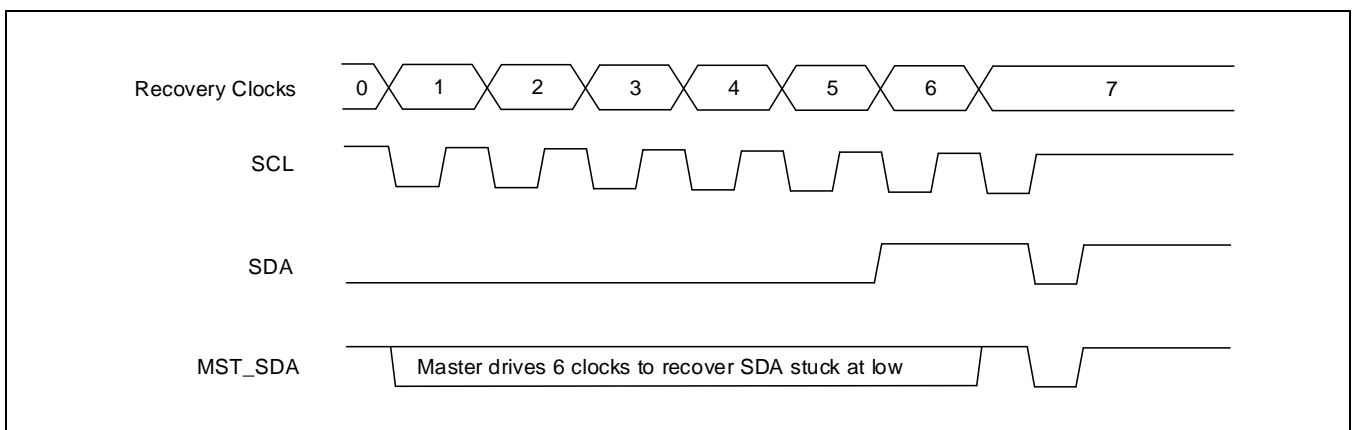 Recovery Clocks 0 1 2 3 4 5 6 7
SCL
SDA
MST_SDA Master drives 6 clocks to recover SDA stuck at low